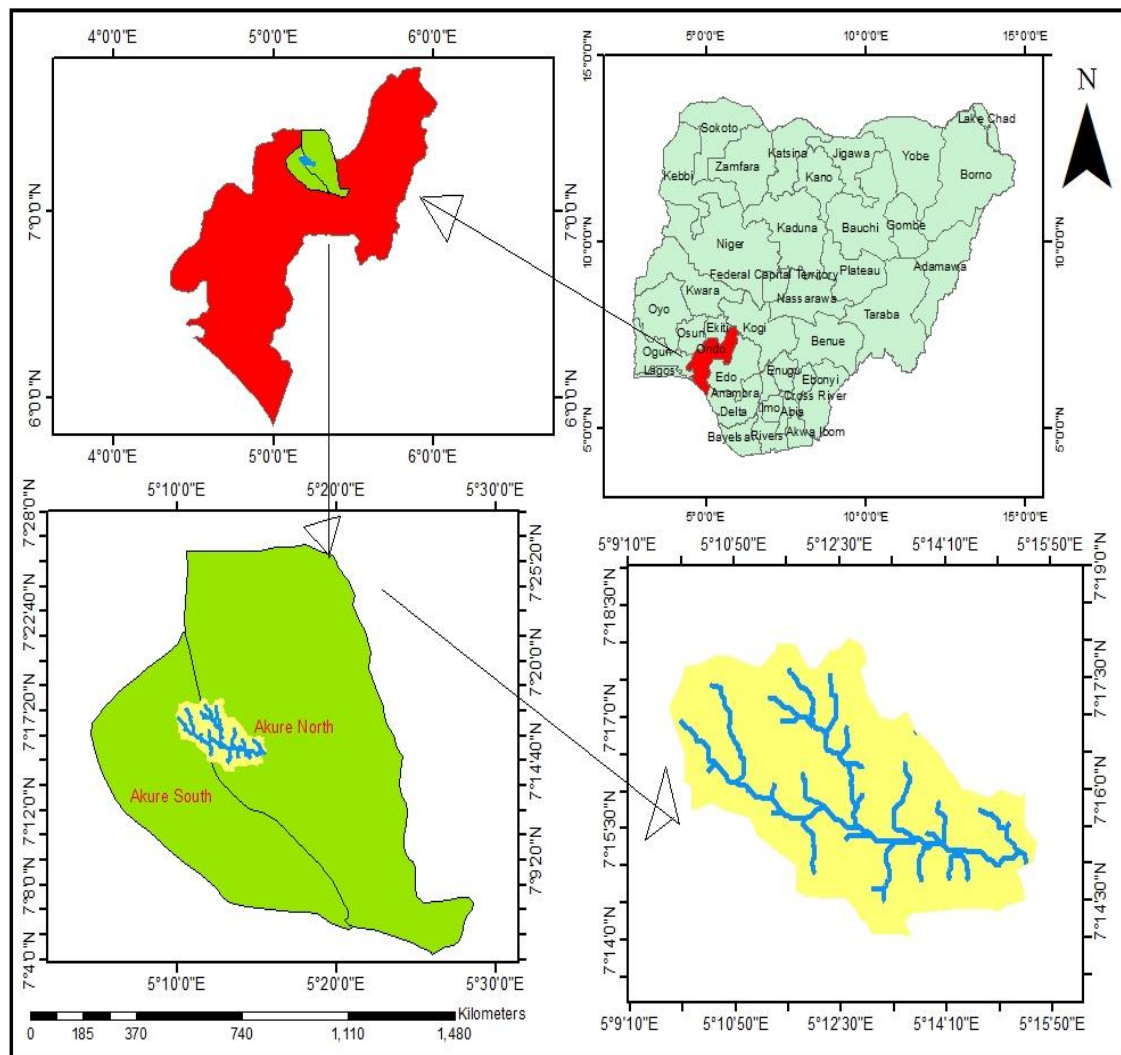 4°0'0"E 5°0'0"E 6°0'0"E
7°0'0"N
7°0'0"N
6°0'0"N
6°0'0"N
4°0'0"E 5°0'0"E 6°0'0"E
5°0'0"E 10°0'0"E 15°0'0"E
15°0'0"N
10°0'0"N
10°0'0"N
5°0'0"N
5°0'0"N
5°0'0"E 10°0'0"E 15°0'0"E
N
Lake Chad
Sokoto
Katsina
Jigawa
Yobe
Zamfara
Kano
Kebbi
Borno
Kaduna
Bauchi
Gombe
Niger
Adamawa
Federal Capital Territory
Plateau
Kwara
Nassarawa
Oyo
Taraba
Osun
Ekiti
Kogi
Benue
Ogun
Ondo
Lagos
Edo
Enugu
Ebonyi
Anambra
Cross River
Delta
Imo
Abia
Bayelsa
Rivers
Akwa Ibom
5°10'0"E 5°20'0"E 5°30'0"E
7°28'0"N
7°25'20"N
7°22'40"N
7°20'0"N
7°17'20"N
7°14'40"N
7°12'0"N
7°9'20"N
7°8'0"N
7°4'0"N
Akure North
Akure South
5°10'0"E 5°20'0"E 5°30'0"E
5°9'10"E 5°10'50"E 5°12'30"E 5°14'10"E 5°15'50"E
7°19'0"N
7°18'30"N
7°17'30"N
7°17'0"N
7°16'0"N
7°15'30"N
7°14'30"N
7°14'0"N
5°9'10"E 5°10'50"E 5°12'30"E 5°14'10"E 5°15'50"E
Kilometers
0 185 370 740 1,110 1,480